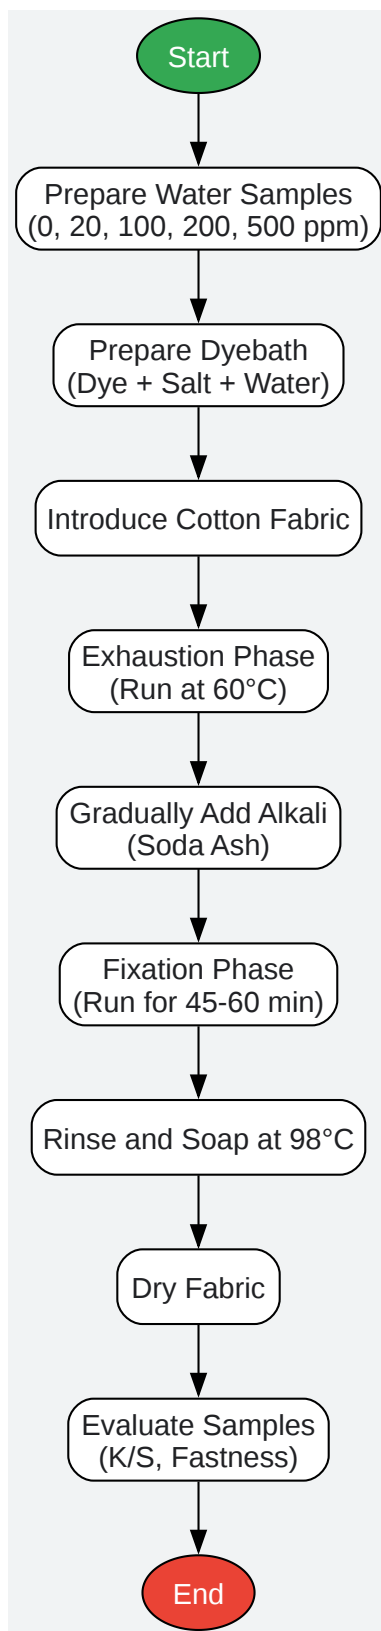 Start
Prepare Water Samples
(0, 20, 100, 200, 500 ppm)
Prepare Dyebath
(Dye + Salt + Water)
Introduce Cotton Fabric
Exhaustion Phase
(Run at 60°C)
Gradually Add Alkali
(Soda Ash)
Fixation Phase
(Run for 45-60 min)
Rinse and Soap at 98°C
Dry Fabric
Evaluate Samples
(K/S, Fastness)
End